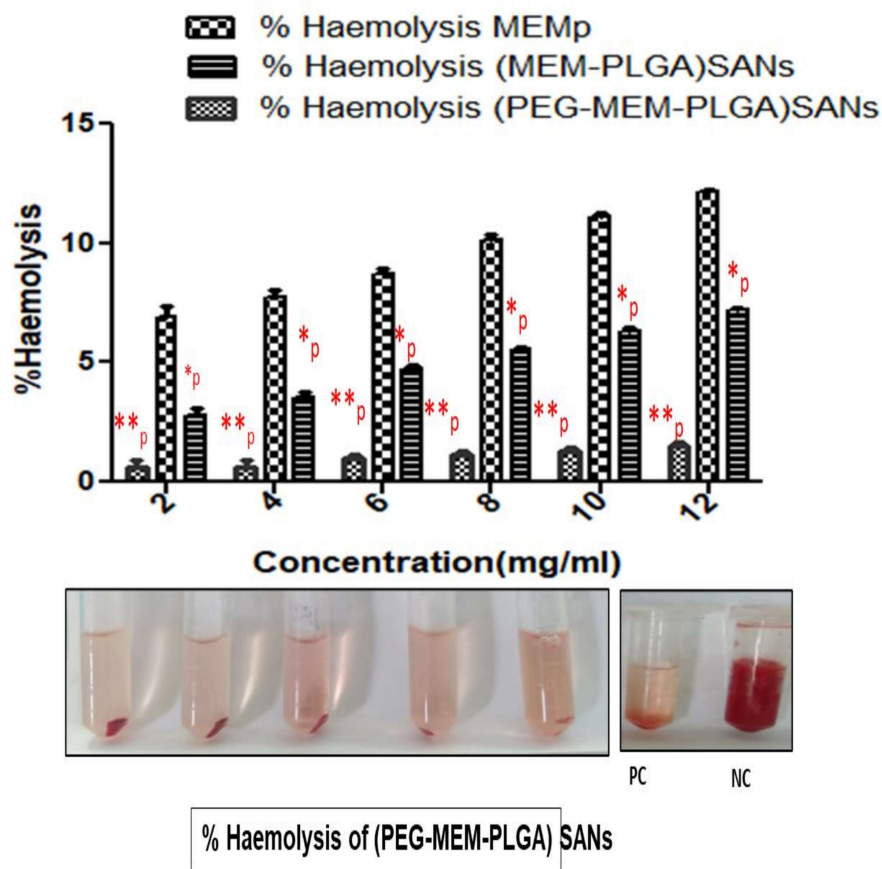 % Haemolysis MEMp
% Haemolysis (MEM-PLGA)SANs
% Haemolysis (PEG-MEM-PLGA)SANs
15
10
5
0
%Haemolysis
**p
*p
**p
*p
**p
*p
**p
*p
**p
*p
**p
*p
2
4
6
8
10
12
Concentration(mg/ml)
PC
NC
% Haemolysis of (PEG-MEM-PLGA) SANs